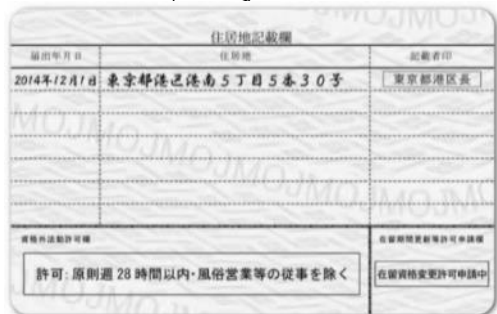 住居地記載欄
届出年月日 住居地 記載者印
2014年12月1日 東京都港区港南5丁目5番30号 東京都港区長
資格外活動許可欄 在留期間更新等許可申請欄
許可:原則週28時間以内・風俗営業等の従事を除く 在留資格変更許可申請中
MOJMOJMOJMOJ